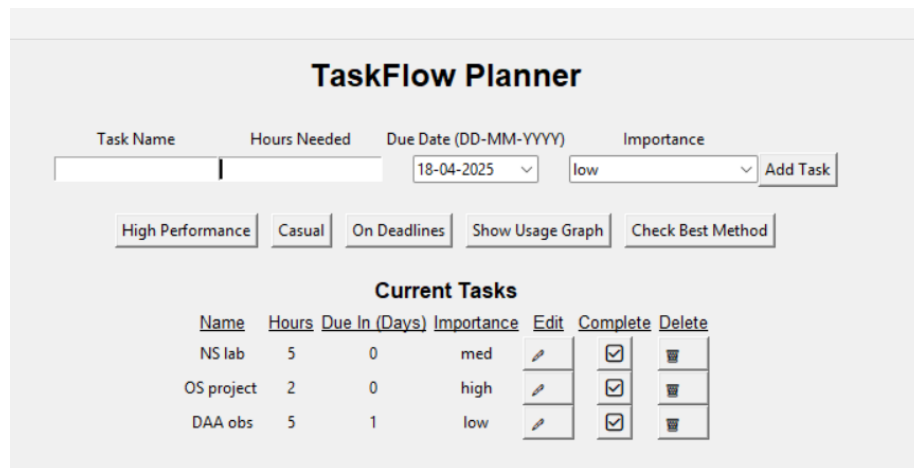 TaskFlow Planner
Task Name Hours Needed Due Date (DD-MM-YYYY) Importance
18-04-2025 low Add Task
High Performance Casual On Deadlines Show Usage Graph Check Best Method
Current Tasks
Name Hours Due In (Days) Importance Edit Complete Delete
NS lab 5 0 med
OS project 2 0 high
DAA obs 5 1 low